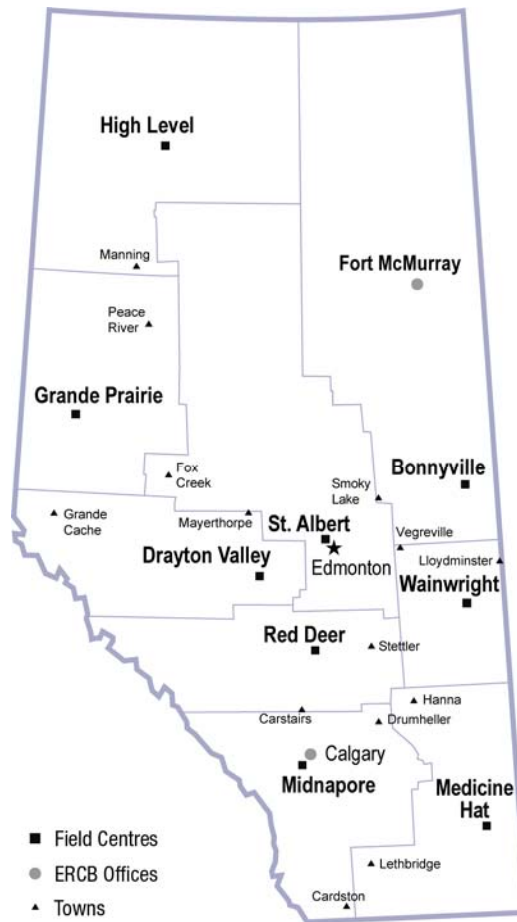 High Level
Manning
Fort McMurray
Peace
River
Grande Prairie
Fox
Creek
Bonnyville
Smoky
Lake
Grande
Cache
Mayerthorpe
St. Albert
Vegreville
Drayton Valley
Edmonton
Lloydminster
Wainwright
Red Deer
Stettler
Hanna
Carstairs
Drumheller
Calgary
Midnapore
Medicine
Hat
Field Centres
Lethbridge
ERCB Offices
Cardston
Towns